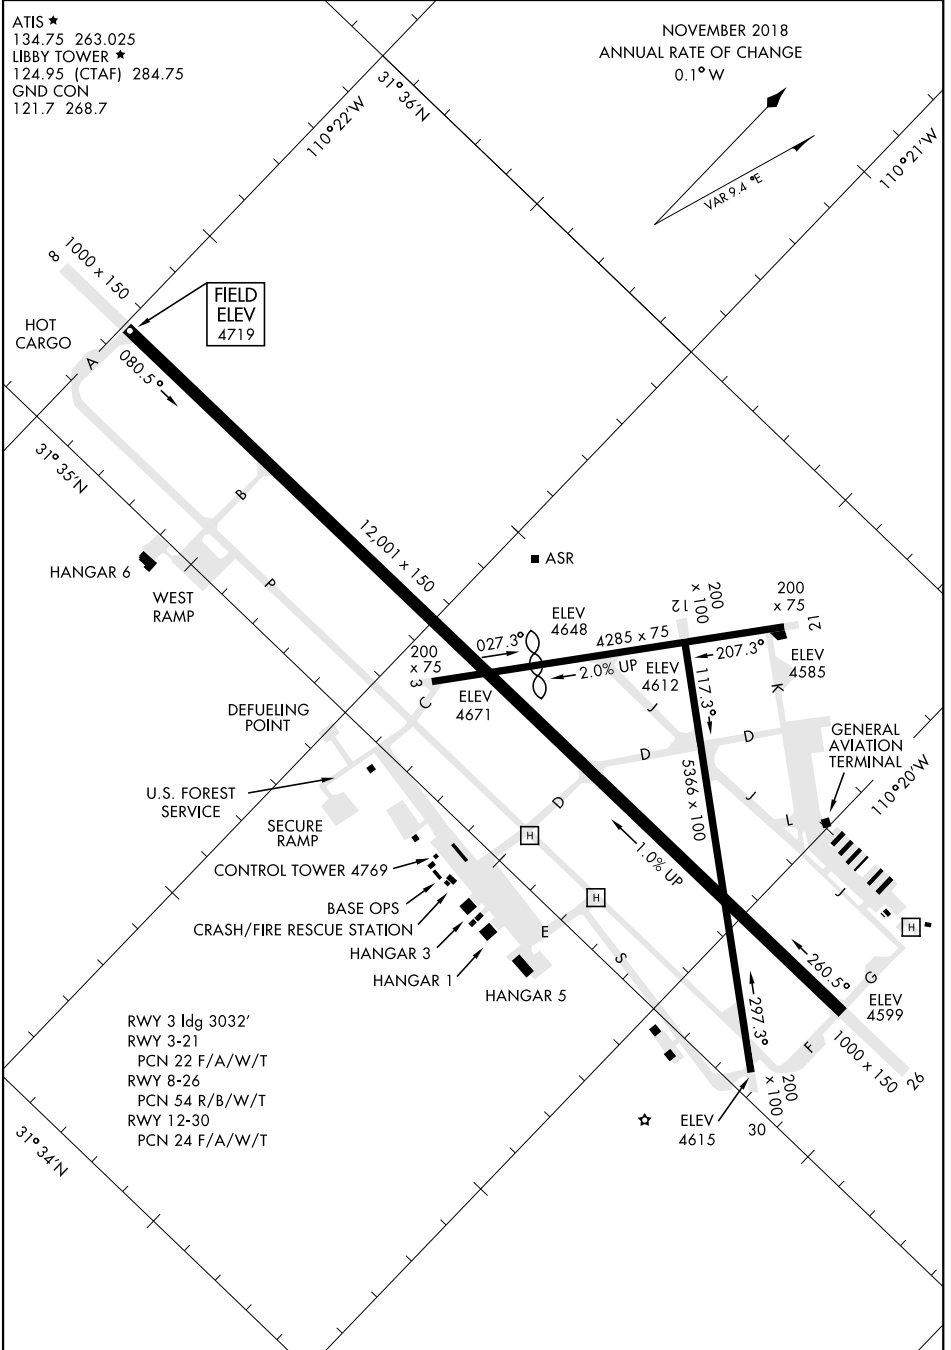 ATIS ★
134.75 263.025
LIBBY TOWER ★
124.95 (CTAF) 284.75
GND CON
121.7 268.7
NOVEMBER 2018
ANNUAL RATE OF CHANGE
0.1° W
VAR 9.4 °E
31° 36'N
110° 22'W
110° 21'W
8
1000 x 150
FIELD
ELEV
4719
HOT
CARGO
A
080.5°
31° 35'N
B
12,001 x 150
HANGAR 6
WEST
RAMP
P
ASR
ELEV
4648
200
x 75
027.3°
4285 x 75
12
200
x 100
200
x 75
21
207.3°
ELEV
4585
2.0% UP
ELEV
4612
3
C
ELEV
4671
117.3°
K
J
DEFUELING
POINT
D
D
GENERAL
AVIATION
TERMINAL
110° 20'W
U.S. FOREST
SERVICE
5366 x 100
D
J
L
SECURE
RAMP
H
1.0% UP
CONTROL TOWER 4769
J
BASE OPS
H
CRASH/FIRE RESCUE STATION
E
H
HANGAR 3
S
260.5°
HANGAR 1
G
HANGAR 5
ELEV
4599
297.3°
RWY 3 ldg 3032'
RWY 3-21
PCN 22 F/A/W/T
RWY 8-26
PCN 54 R/B/W/T
RWY 12-30
PCN 24 F/A/W/T
F
1000 x 150
26
200
x 100
ELEV
4615
30
31° 34'N